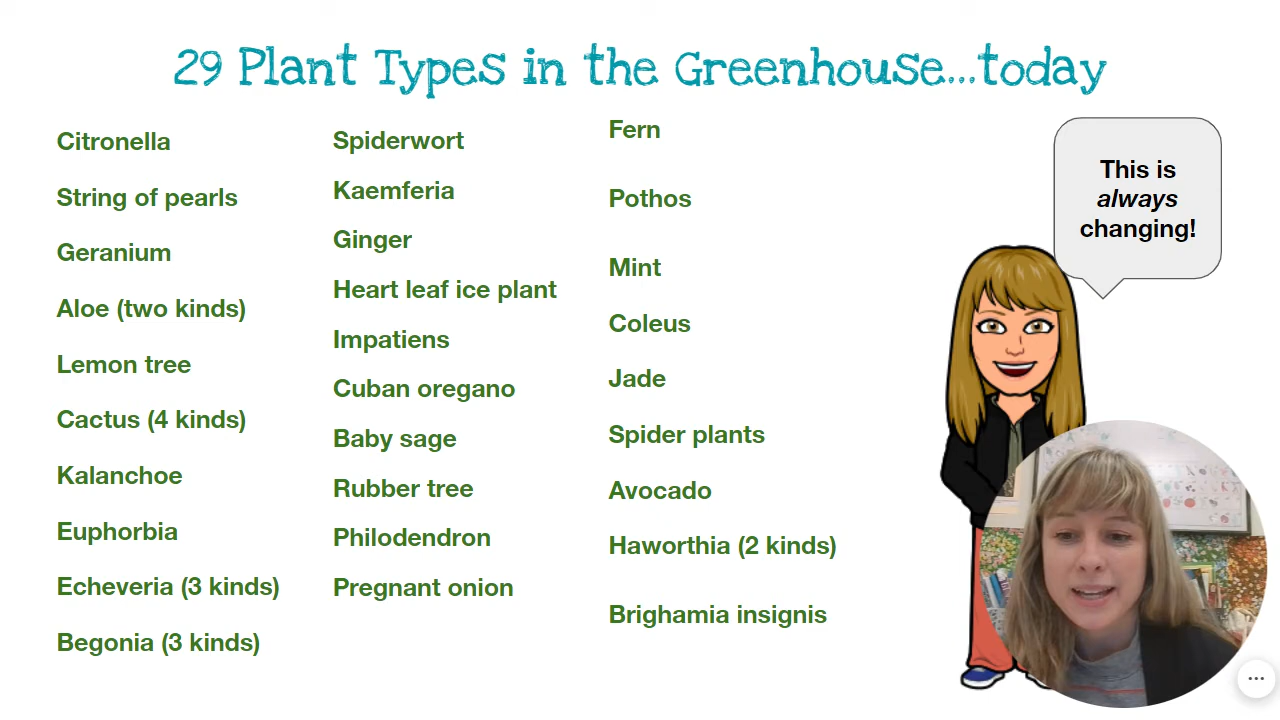 29 Plant Types in the Greenhouse...today
Citronella
String of pearls
Geranium
Aloe (two kinds)
Lemon tree
Cactus (4 kinds)
Kalanchoe
Euphorbia
Echeveria (3 kinds)
Begonia (3 kinds)
Spiderwort
Kaemferia
Ginger
Heart leaf ice plant
Impatiens
Cuban oregano
Baby sage
Rubber tree
Philodendron
Pregnant onion
Fern
Pothos
Mint
Coleus
Jade
Spider plants
Avocado
Haworthia (2 kinds)
Brighamia insignis
This is
always
changing!